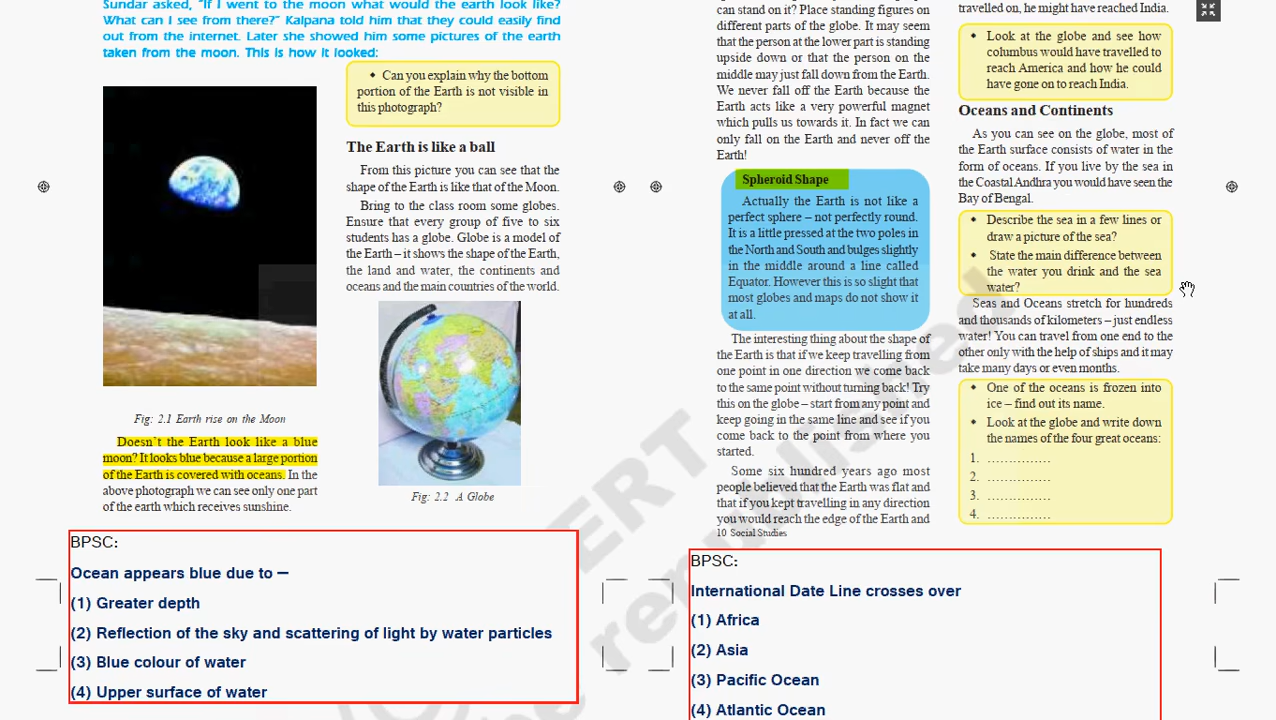 Sundar asked, "If I went to the moon what would the earth look like?
What can I see from there?" Kalpana told him that they could easily find
out from the internet. Later she showed him some pictures of the earth
taken from the moon. This is how it looked:
• Can you explain why the bottom
portion of the Earth is not visible in
this photograph?
Fig: 2.1 Earth rise on the Moon
Doesn't the Earth look like a blue
moon? It looks blue because a large portion
of the Earth is covered with oceans. In the
above photograph we can see only one part
of the earth which receives sunshine.
The Earth is like a ball
From this picture you can see that the
shape of the Earth is like that of the Moon.
Bring to the class room some globes.
Ensure that every group of five to six
students has a globe. Globe is a model of
the Earth – it shows the shape of the Earth,
the land and water, the continents and
oceans and the main countries of the world.
Fig: 2.2 A Globe
BPSC:
Ocean appears blue due to —
(1) Greater depth
(2) Reflection of the sky and scattering of light by water particles
(3) Blue colour of water
(4) Upper surface of water
can stand on it? Place standing figures on
different parts of the globe. It may seem
that the person at the lower part is standing
upside down or that the person on the
middle may just fall down from the Earth.
We never fall off the Earth because the
Earth acts like a very powerful magnet
which pulls us towards it. In fact we can
only fall on the Earth and never off the
Earth!
Spheroid Shape
Actually the Earth is not like a
perfect sphere – not perfectly round.
It is a little pressed at the two poles in
the North and South and bulges slightly
in the middle around a line called
Equator. However this is so slight that
most globes and maps do not show it
at all.
The interesting thing about the shape of
the Earth is that if we keep travelling from
one point in one direction we come back
to the same point without turning back! Try
this on the globe – start from any point and
keep going in the same line and see if you
come back to the point from where you
started.
Some six hundred years ago most
people believed that the Earth was flat and
that if you kept travelling in any direction
you would reach the edge of the Earth and
10 Social Studies
travelled on, he might have reached India.
• Look at the globe and see how
columbus would have travelled to
reach America and how he could
have gone on to reach India.
Oceans and Continents
As you can see on the globe, most of
the Earth surface consists of water in the
form of oceans. If you live by the sea in
the Coastal Andhra you would have seen the
Bay of Bengal.
• Describe the sea in a few lines or
draw a picture of the sea?
• State the main difference between
the water you drink and the sea
water?
Seas and Oceans stretch for hundreds
and thousands of kilometers – just endless
water! You can travel from one end to the
other only with the help of ships and it may
take many days or even months.
• One of the oceans is frozen into
ice – find out its name.
• Look at the globe and write down
the names of the four great oceans:
1. ...............
2. ...............
3. ...............
4. ...............
BPSC:
International Date Line crosses over
(1) Africa
(2) Asia
(3) Pacific Ocean
(4) Atlantic Ocean
ERT
be republished